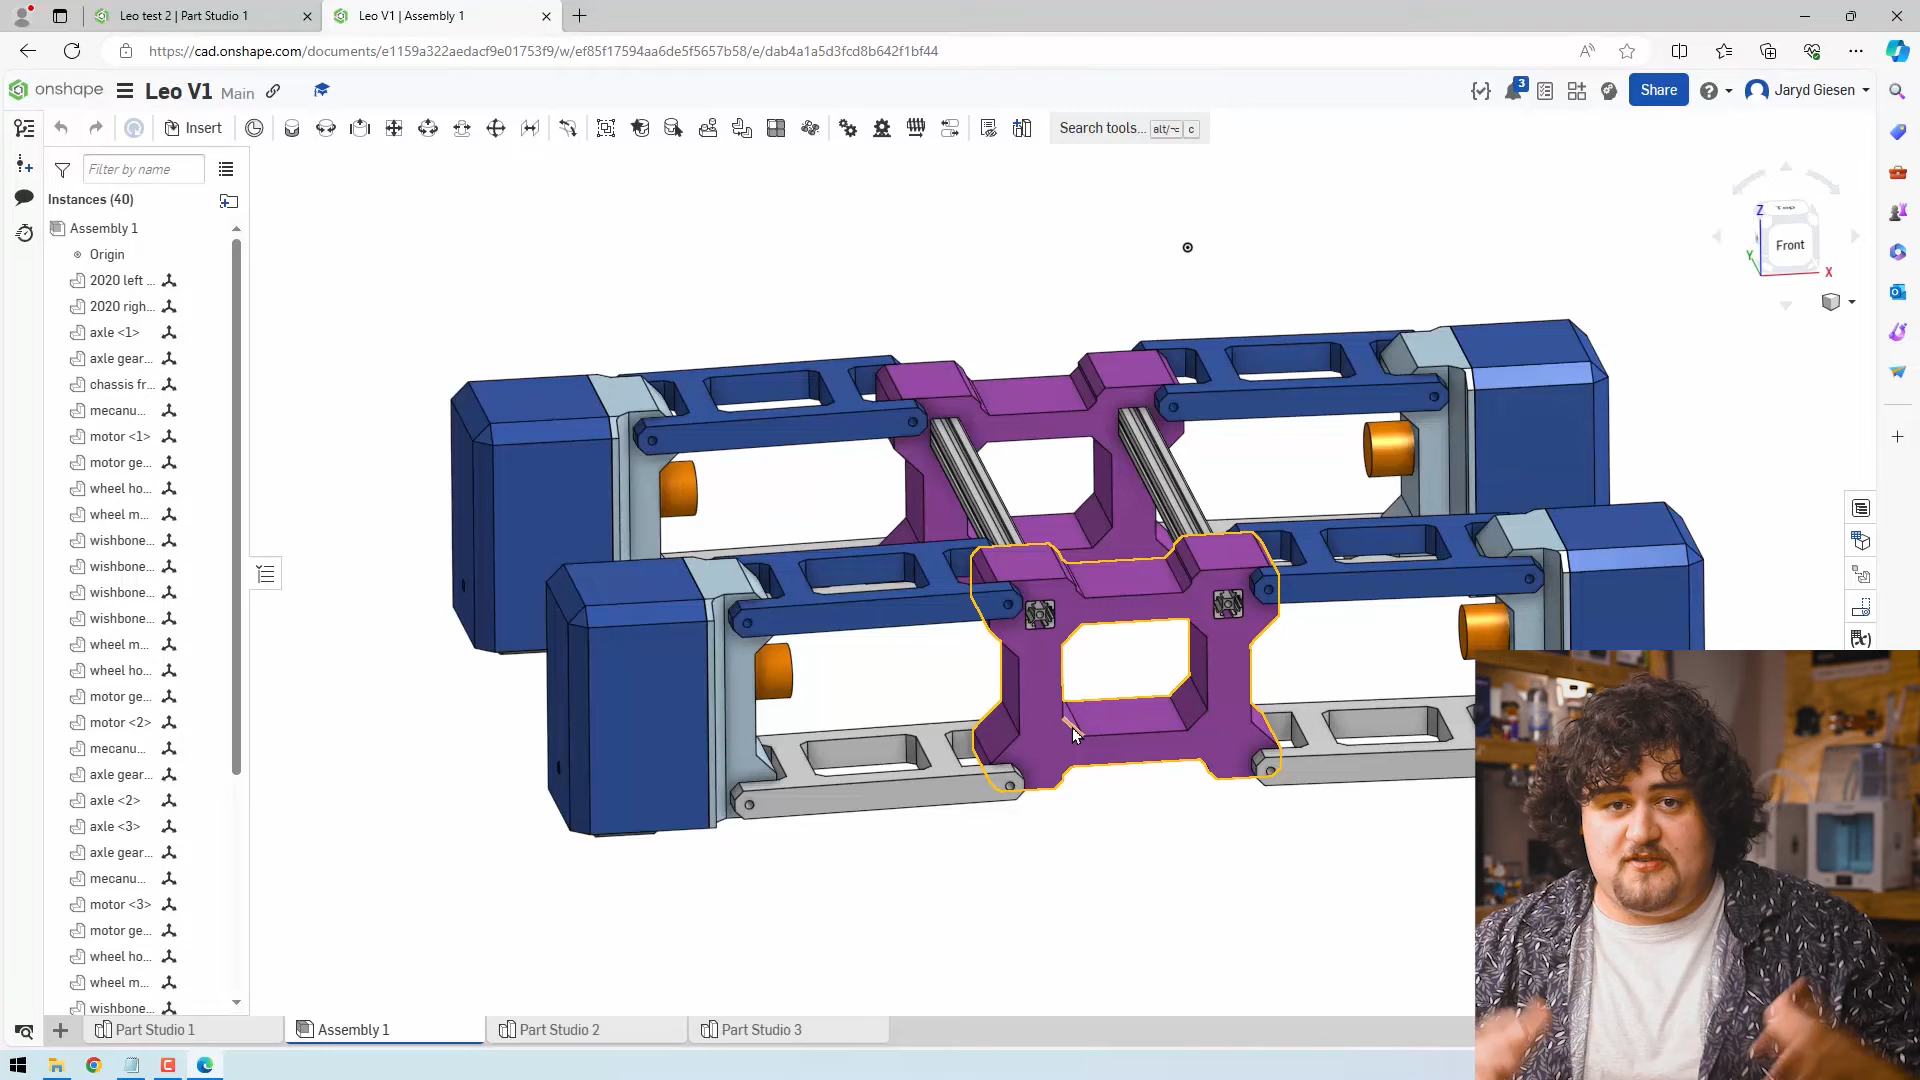 Leo test 2 | Part Studio 1
Leo V1 | Assembly 1
https://cad.onshape.com/documents/e1159a322aedacf9e01753f9/w/ef85f17594aa6de5f5657b58/e/dab4a1a5d3fcd8b642f1bf44
onshape
Leo V1 Main
3
Share
Jaryd Giesen
Insert
Search tools... alt/⌥ c
Filter by name
Instances (40)
Assembly 1
Origin
2020 left ...
2020 righ...
axle <1>
axle gear...
chassis fr...
mecanu...
motor <1>
motor ge...
wheel ho...
wheel m...
wishbone...
wishbone...
wishbone...
wishbone...
wheel m...
wheel ho...
motor ge...
motor <2>
mecanu...
axle gear...
axle <2>
axle <3>
axle gear...
mecanu...
motor <3>
motor ge...
wheel ho...
wheel m...
wishbone...
Top
Front
Z
Y
X
(x)
Part Studio 1
Assembly 1
Part Studio 2
Part Studio 3